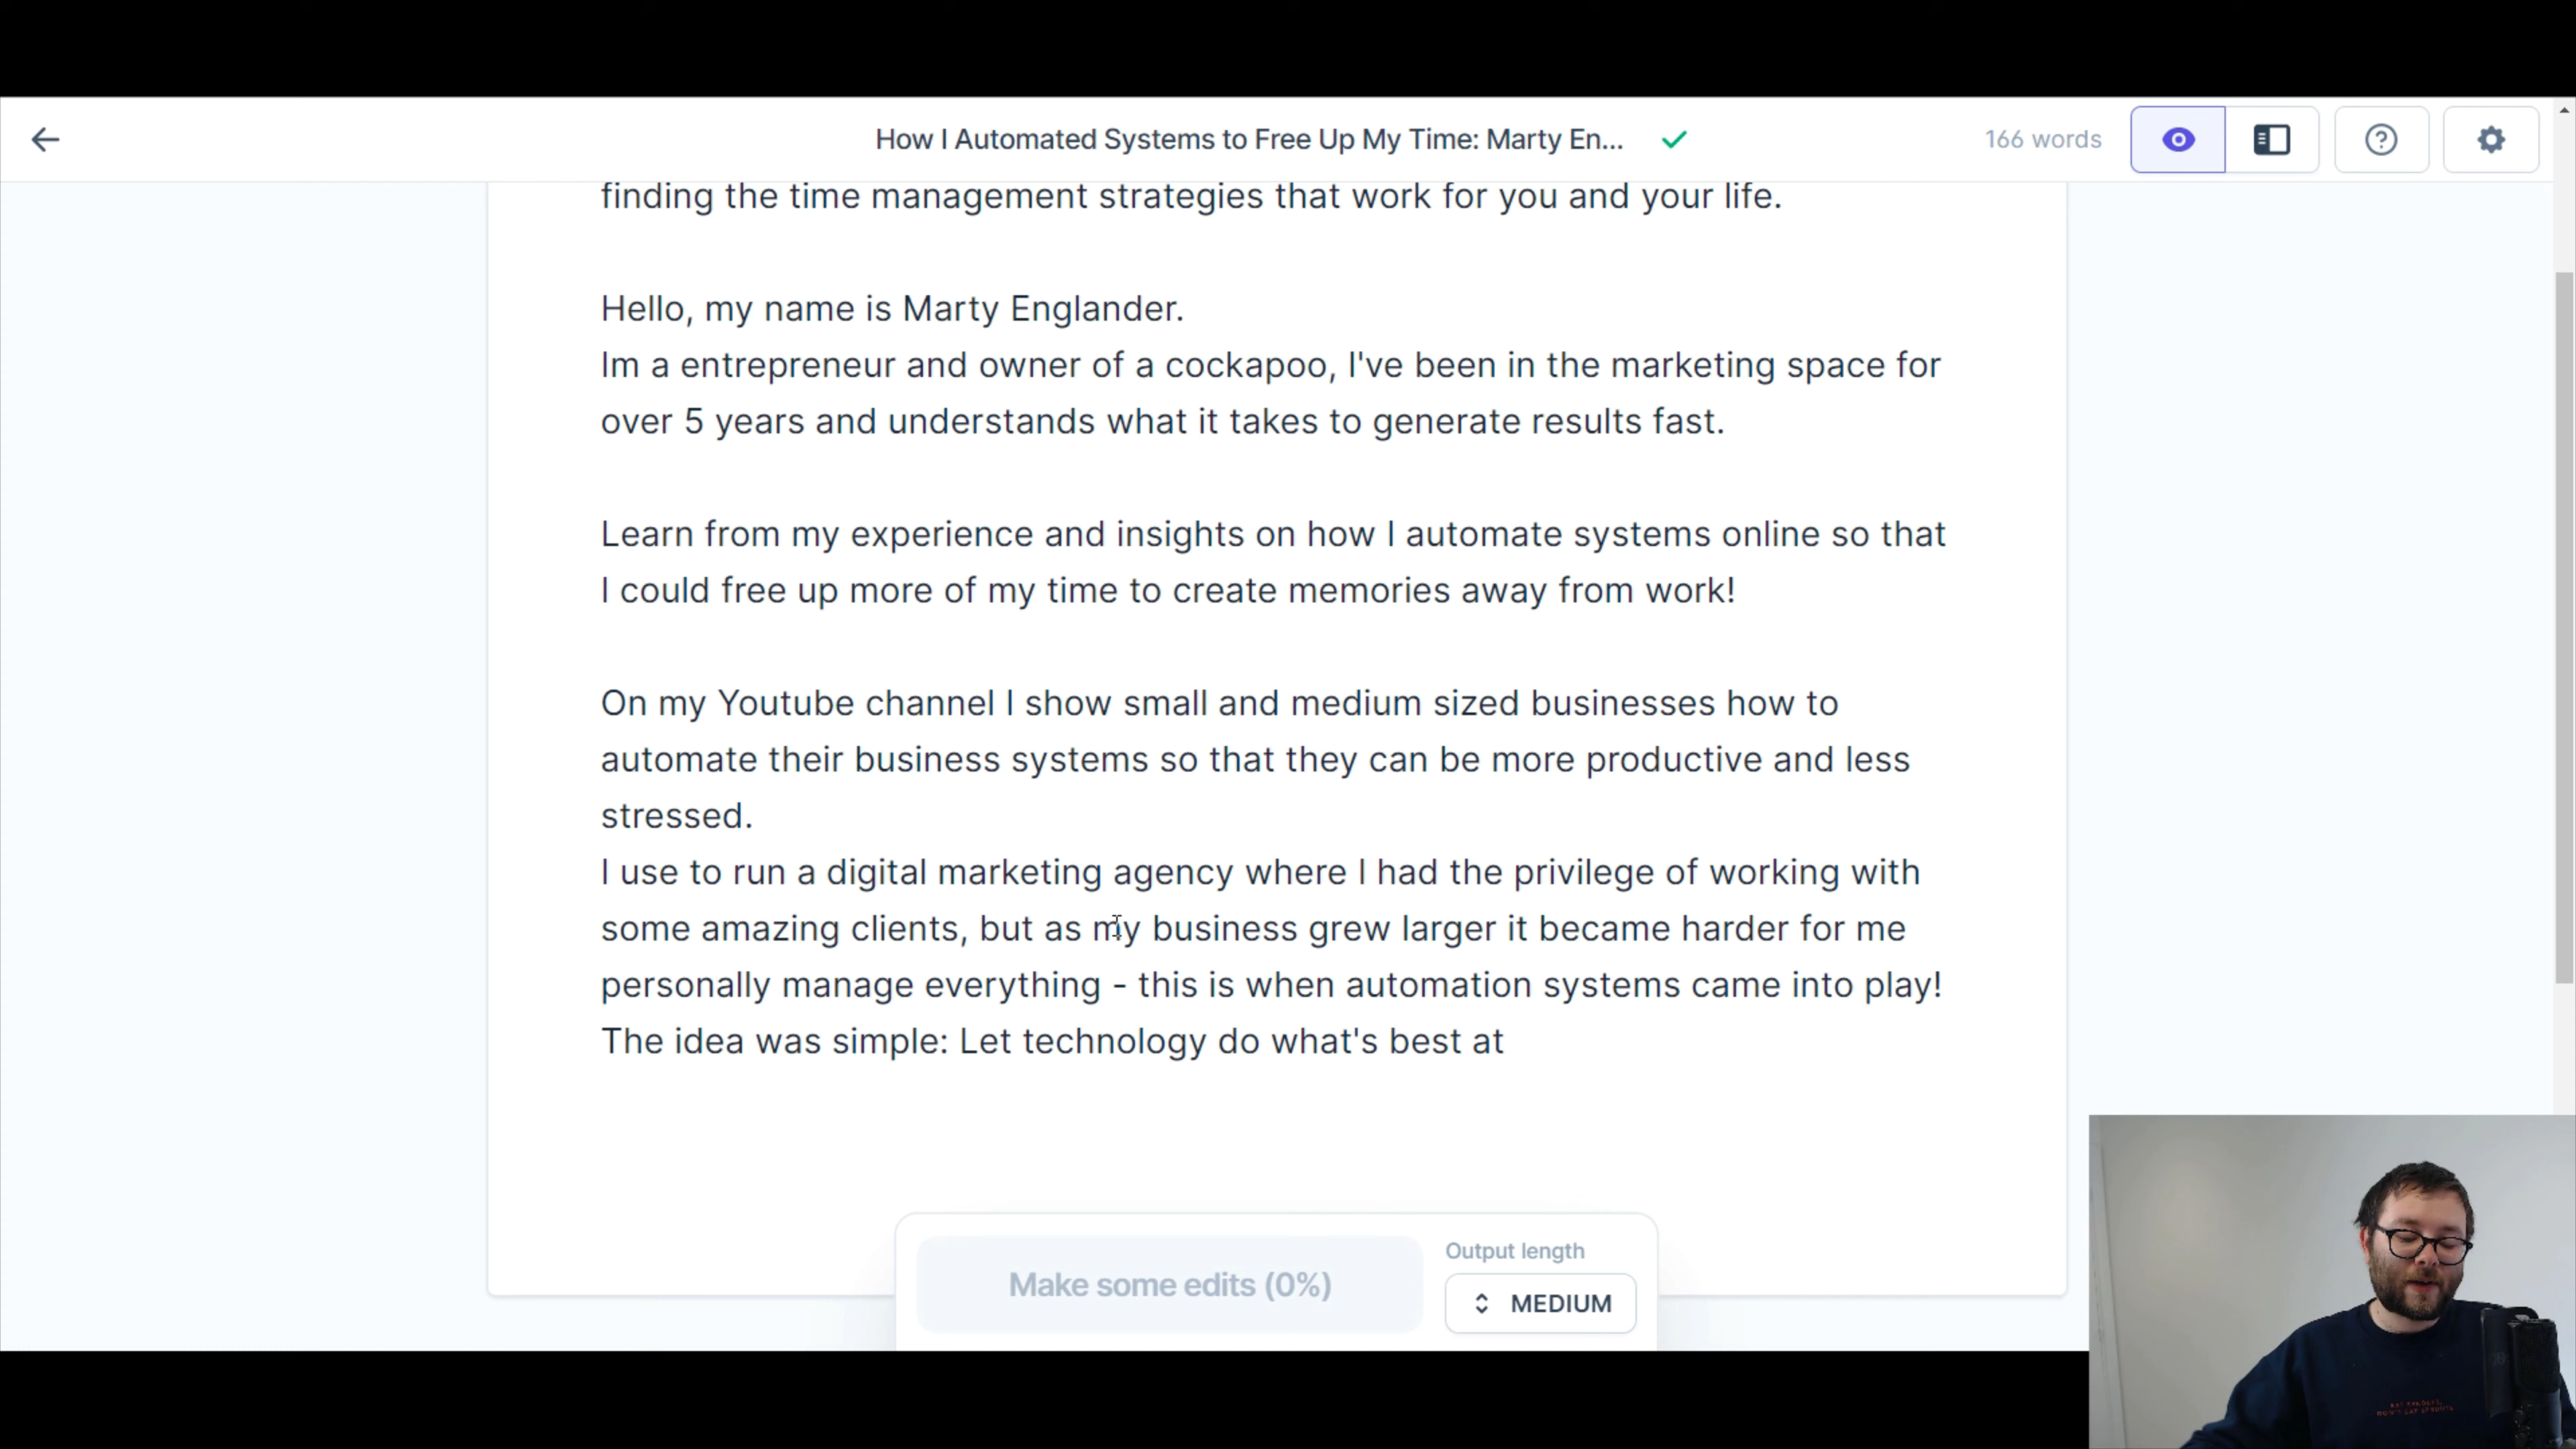 How I Automated Systems to Free Up My Time: Marty En...
166 words
finding the time management strategies that work for you and your life.
Hello, my name is Marty Englander.
Im a entrepreneur and owner of a cockapoo, I've been in the marketing space for
over 5 years and understands what it takes to generate results fast.
Learn from my experience and insights on how I automate systems online so that
I could free up more of my time to create memories away from work!
On my Youtube channel I show small and medium sized businesses how to
automate their business systems so that they can be more productive and less
stressed.
I use to run a digital marketing agency where I had the privilege of working with
some amazing clients, but as my business grew larger it became harder for me
personally manage everything - this is when automation systems came into play!
The idea was simple: Let technology do what's best at
Make some edits (0%)
Output length
MEDIUM